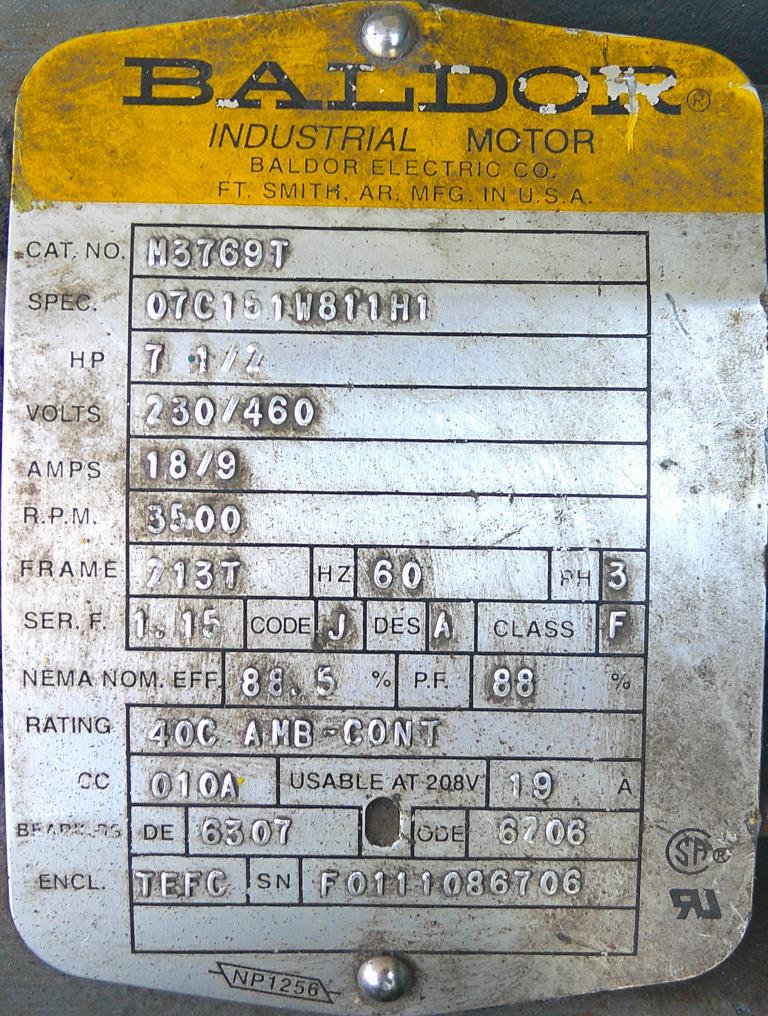 BALDOR®
INDUSTRIAL MOTOR
BALDOR ELECTRIC CO.
FT. SMITH, AR. MFG. IN U.S.A.
CAT. NO. M3769T
SPEC. 07C151W811H1
HP 7 1/2
VOLTS 230/460
AMPS 18/9
R.P.M. 3500
FRAME 213T HZ 60 PH 3
SER. F. 1.15 CODE J DES A CLASS F
NEMA NOM. EFF. 88.5 % P.F. 88 %
RATING 40C AMB-CONT
CC 010A USABLE AT 208V 19 A
BEARINGS DE 6307 ODE 6206
ENCL. TEFC SN F0111086706
SA®
UR
NP1256